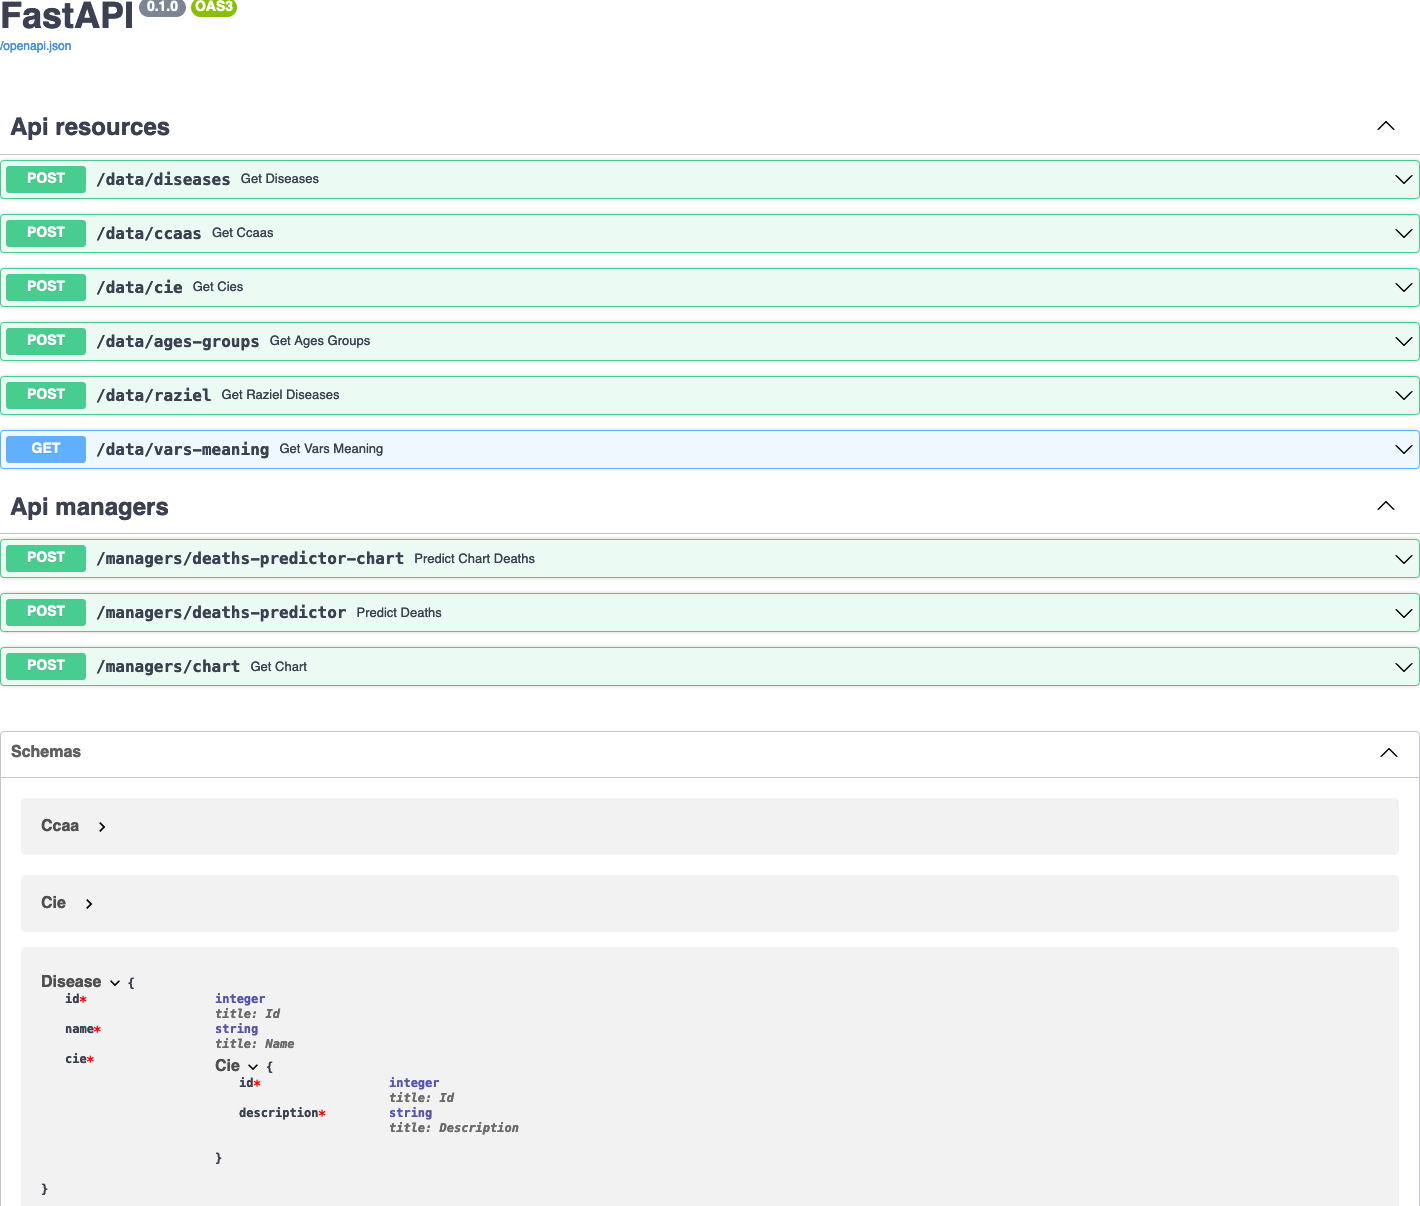 FastAPI 0.1.0 OAS3
/openapi.json
Api resources
POST /data/diseases Get Diseases
POST /data/ccaas Get Ccaas
POST /data/cie Get Cies
POST /data/ages-groups Get Ages Groups
POST /data/raziel Get Raziel Diseases
GET /data/vars-meaning Get Vars Meaning
Api managers
POST /managers/deaths-predictor-chart Predict Chart Deaths
POST /managers/deaths-predictor Predict Deaths
POST /managers/chart Get Chart
Schemas
Ccaa
Cie
Disease {
id* integer
title: Id
name* string
title: Name
cie* Cie {
id* integer
title: Id
description* string
title: Description
}
}